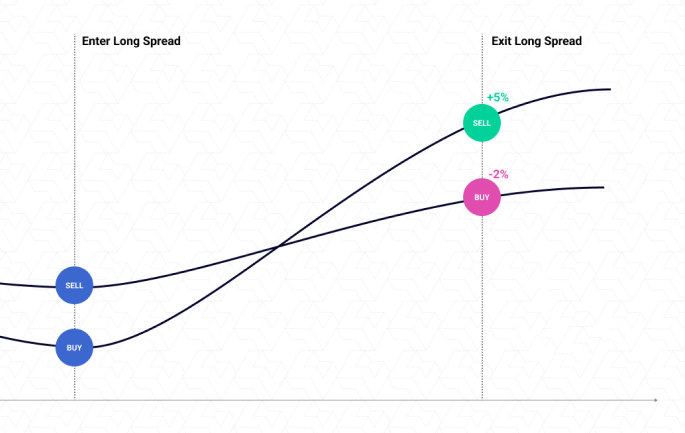 Enter Long Spread
Exit Long Spread
+5%
SELL
-2%
BUY
SELL
BUY